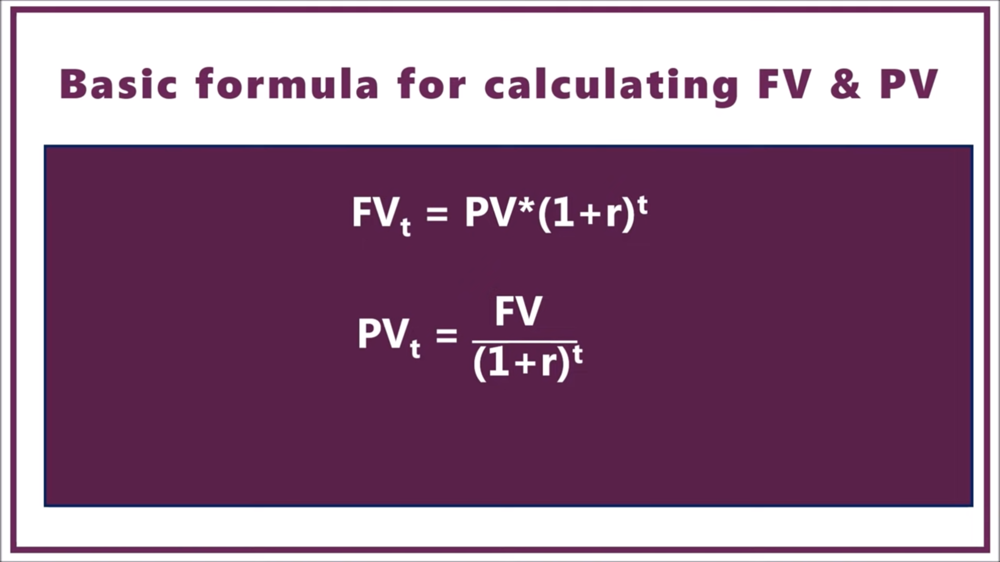 Basic formula for calculating FV & PV
FVₜ = PV*(1+r)ᵗ
PVₜ = FV
(1+r)ᵗ